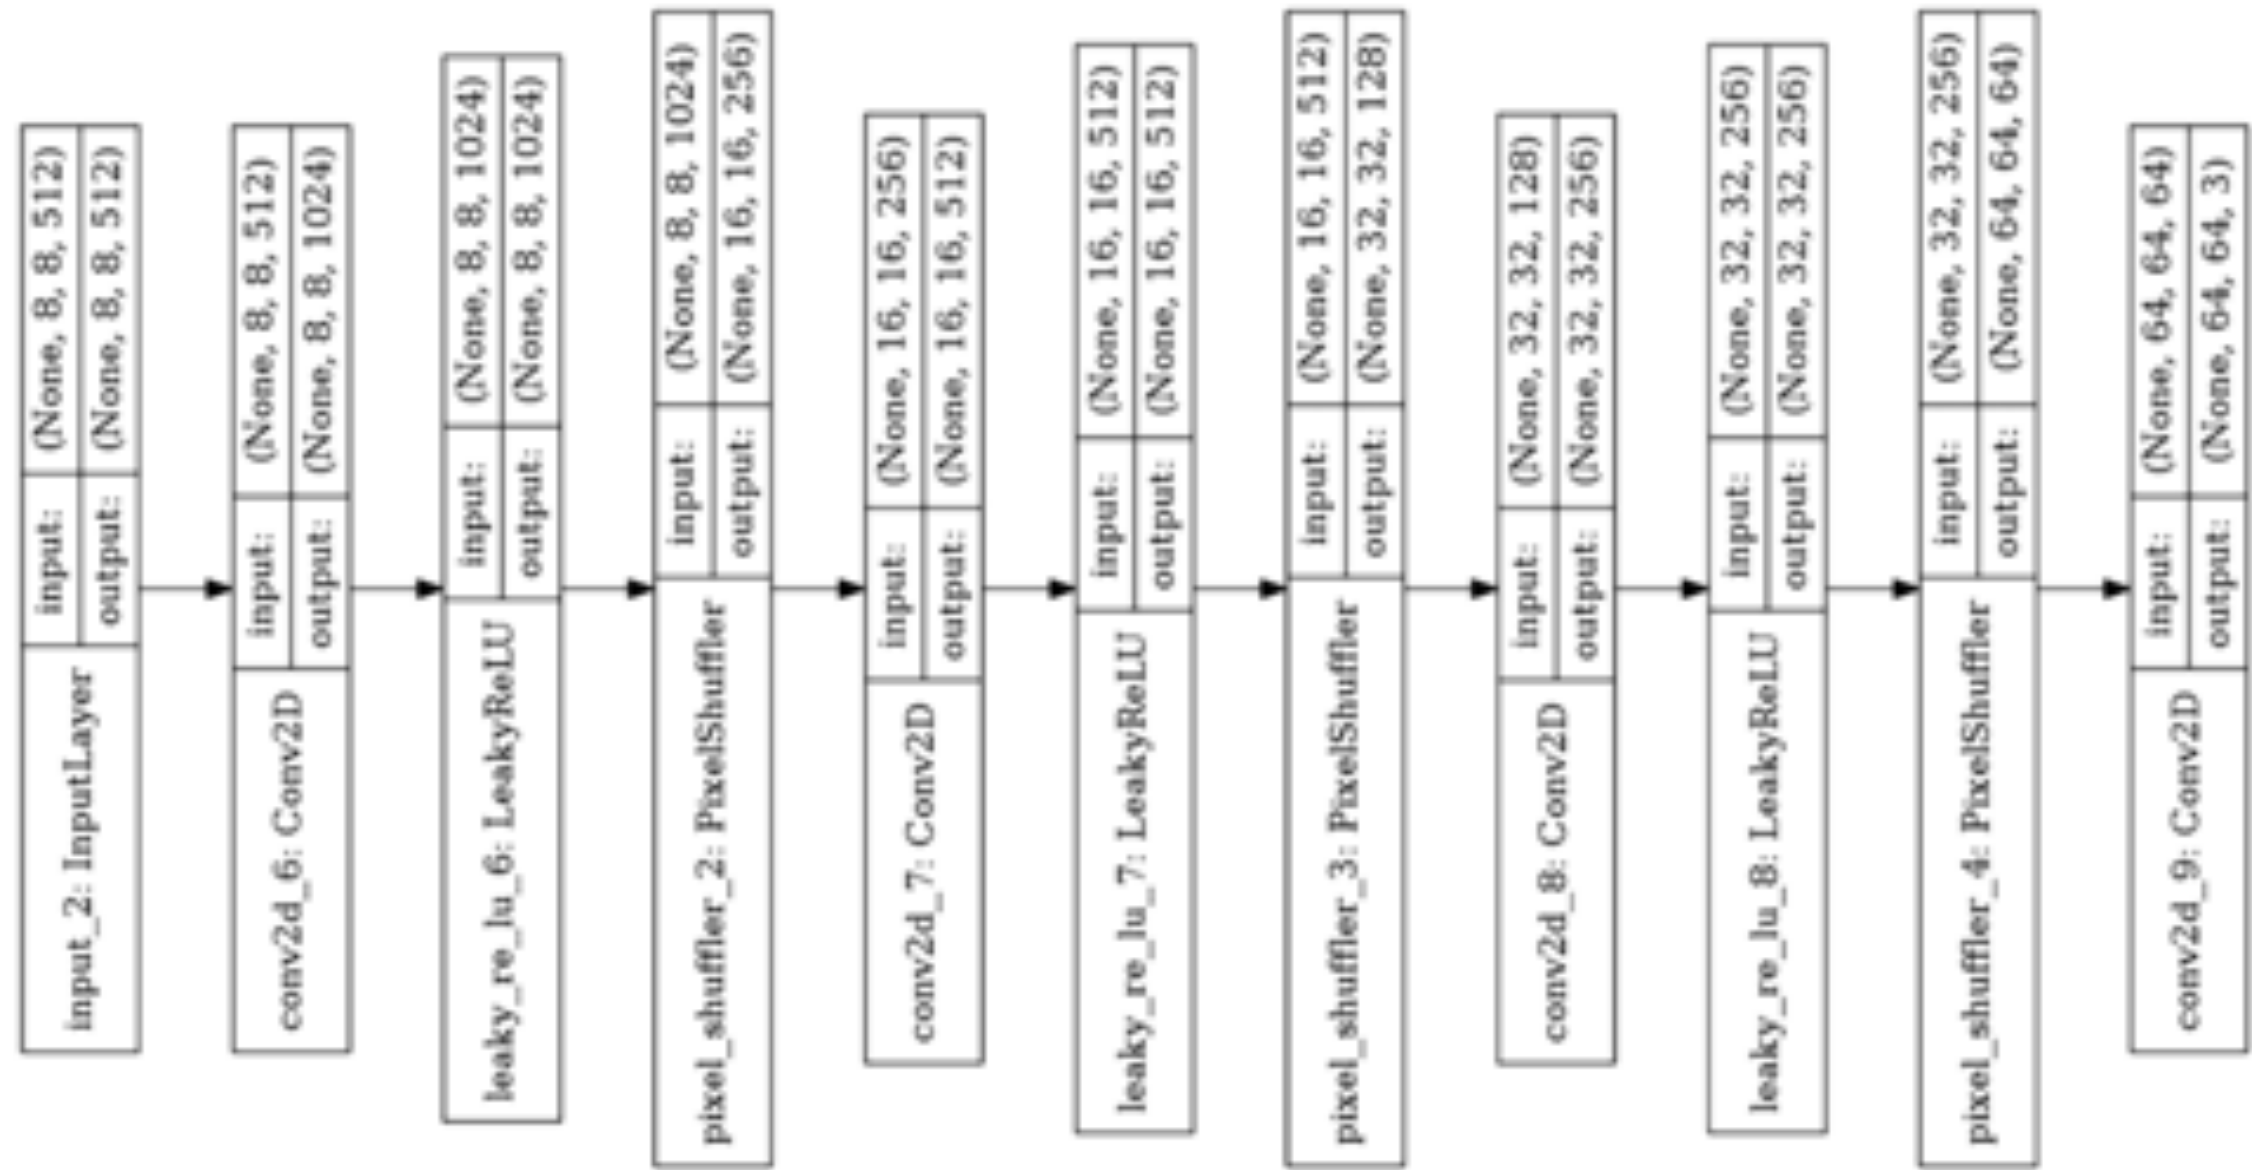 input_2: InputLayer
input: (None, 8, 8, 512)
output: (None, 8, 8, 512)
conv2d_6: Conv2D
input: (None, 8, 8, 512)
output: (None, 8, 8, 1024)
leaky_re_lu_6: LeakyReLU
input: (None, 8, 8, 1024)
output: (None, 8, 8, 1024)
pixel_shuffler_2: PixelShuffler
input: (None, 8, 8, 1024)
output: (None, 16, 16, 256)
conv2d_7: Conv2D
input: (None, 16, 16, 256)
output: (None, 16, 16, 512)
leaky_re_lu_7: LeakyReLU
input: (None, 16, 16, 512)
output: (None, 16, 16, 512)
pixel_shuffler_3: PixelShuffler
input: (None, 16, 16, 512)
output: (None, 32, 32, 128)
conv2d_8: Conv2D
input: (None, 32, 32, 128)
output: (None, 32, 32, 256)
leaky_re_lu_8: LeakyReLU
input: (None, 32, 32, 256)
output: (None, 32, 32, 256)
pixel_shuffler_4: PixelShuffler
input: (None, 32, 32, 256)
output: (None, 64, 64, 64)
conv2d_9: Conv2D
input: (None, 64, 64, 64)
output: (None, 64, 64, 3)